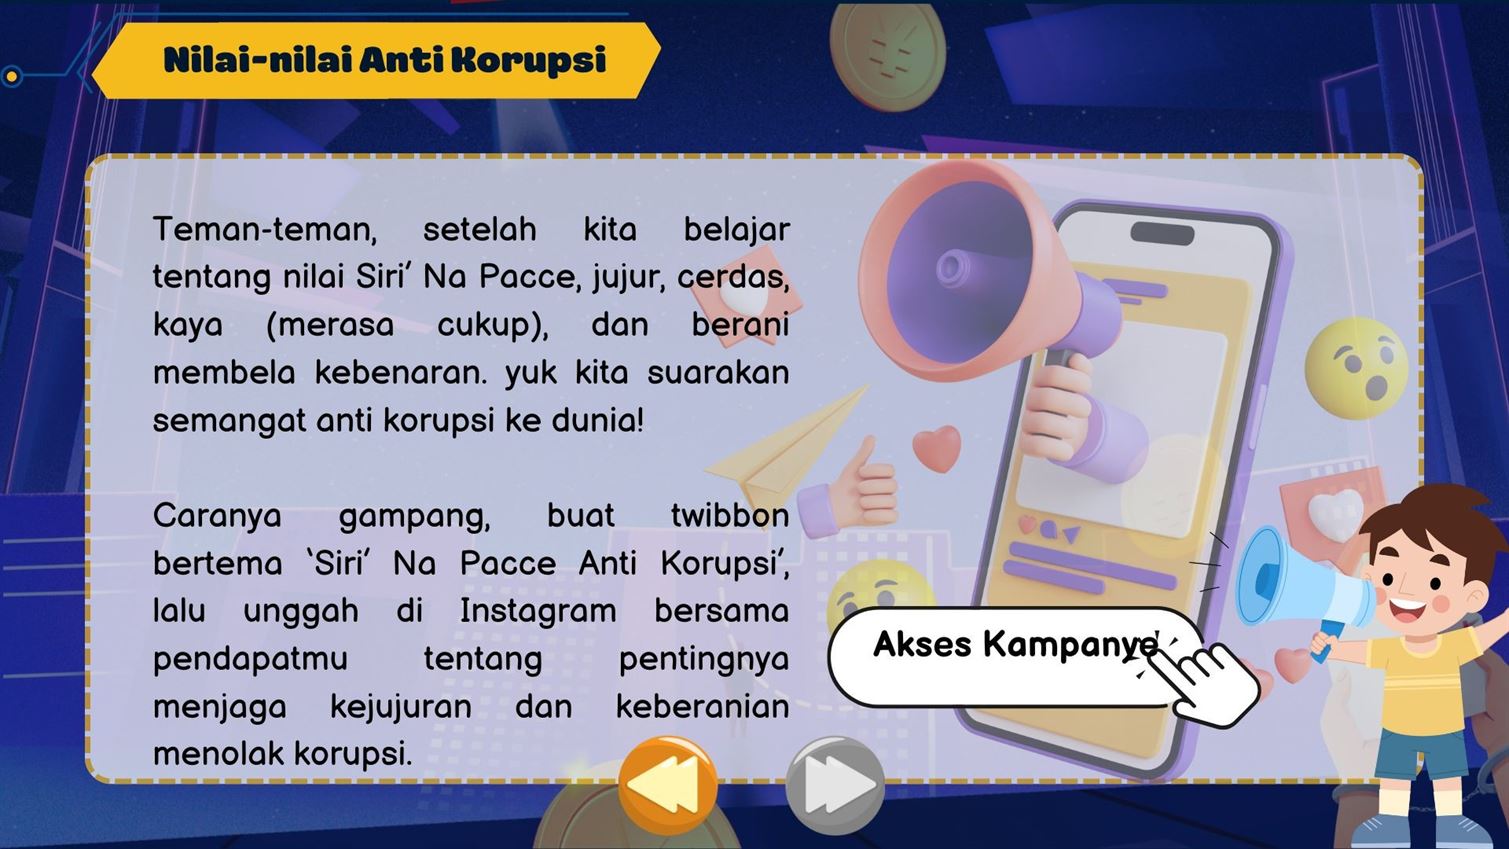 Nilai-nilai Anti Korupsi
Teman-teman, setelah kita belajar
tentang nilai Siri’ Na Pacce, jujur, cerdas,
kaya (merasa cukup), dan berani
membela kebenaran. yuk kita suarakan
semangat anti korupsi ke dunia!
Caranya gampang, buat twibbon
bertema ‘Siri’ Na Pacce Anti Korupsi’,
lalu unggah di Instagram bersama
pendapatmu tentang pentingnya
menjaga kejujuran dan keberanian
menolak korupsi.
Akses Kampanye